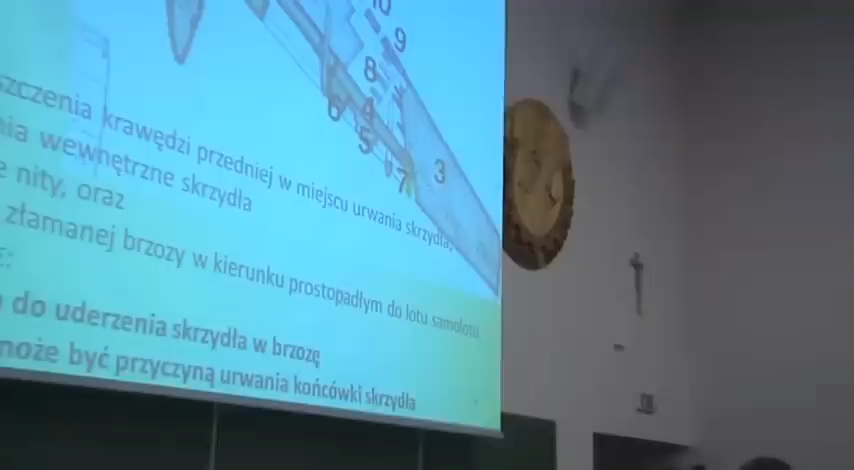 10
9
8
6 4
5
3
7
szczenia krawędzi przedniej w miejscu urwania skrzydła,
nia wewnętrzne skrzydła
e nity, oraz
złamanej brzozy w kierunku prostopadłym do lotu samolotu.
do uderzenia skrzydła w brzozę
może być przyczyną urwania końcówki skrzydła